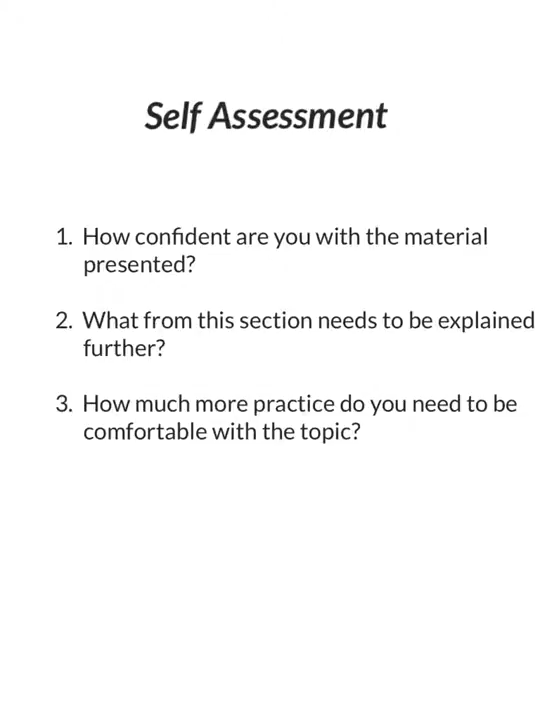 Self Assessment
1. How confident are you with the material
presented?
2. What from this section needs to be explained
further?
3. How much more practice do you need to be
comfortable with the topic?